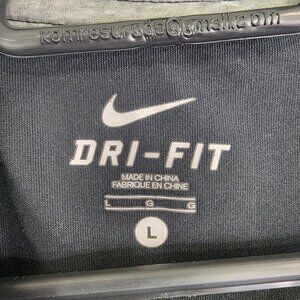 DRI-FIT
MADE IN CHINA
FABRIQUE EN CHINE
L G G
L